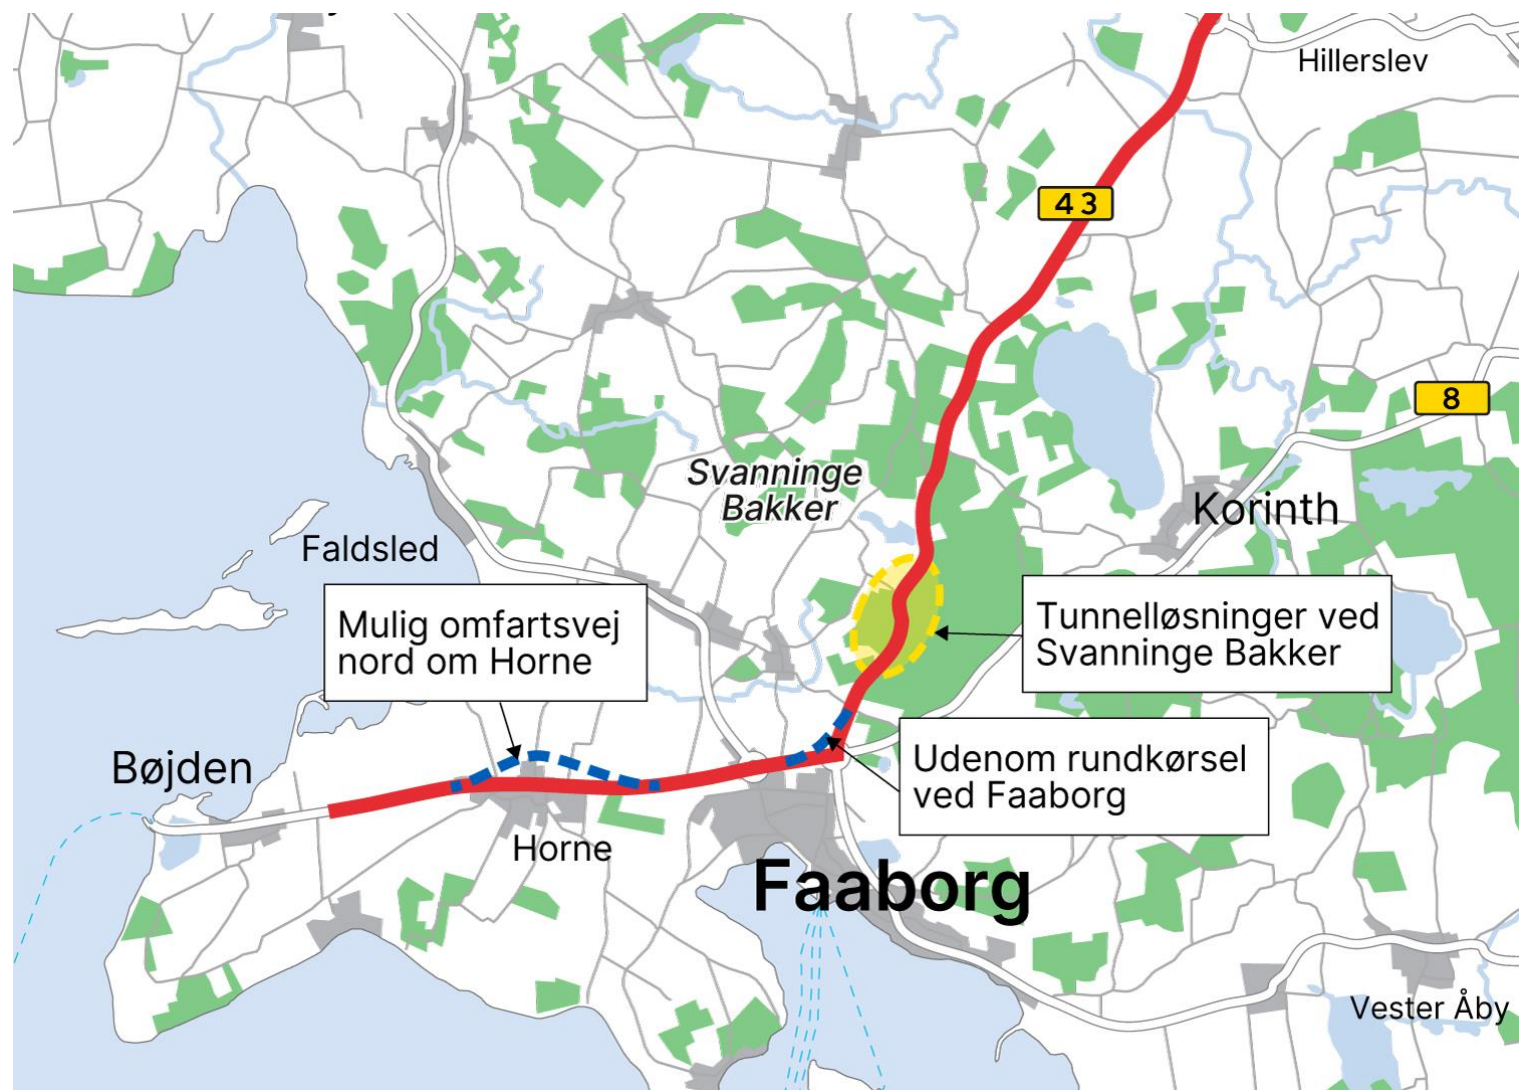 Hillerslev
43
8
Svanninge
Bakker
Korinth
Faldsled
Mulig omfartsvej
nord om Horne
Tunnelløsninger ved
Svanninge Bakker
Udenom rundkørsel
ved Faaborg
Bøjden
Horne
Faaborg
Vester Åby